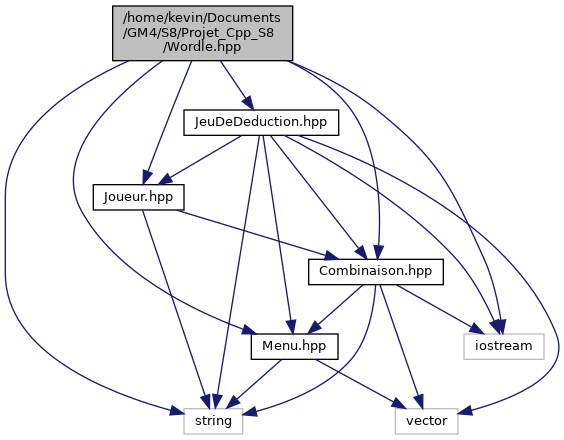 /home/kevin/Documents
/GM4/S8/Projet_Cpp_S8
/Wordle.hpp
JeuDeDeduction.hpp
Joueur.hpp
Combinaison.hpp
Menu.hpp
iostream
string
vector